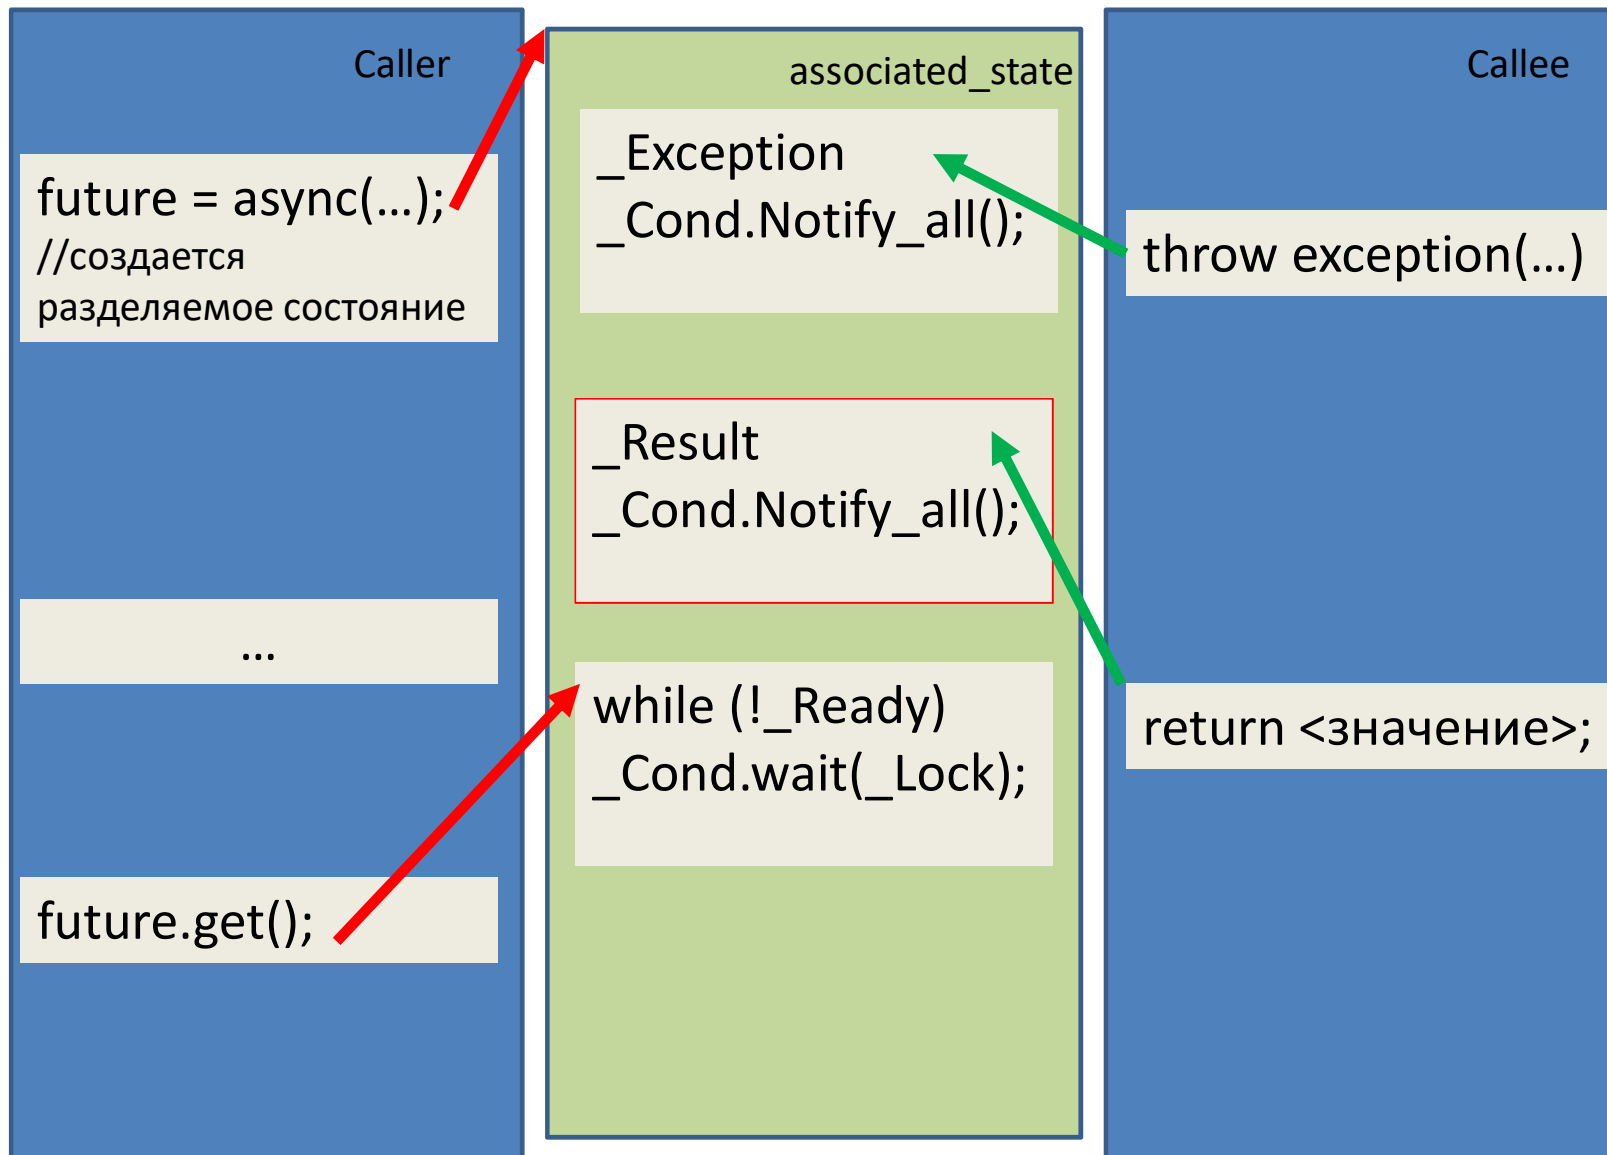 Caller
future = async(...);
//создается
разделяемое состояние
...
future.get();
associated_state
_Exception
_Cond.Notify_all();
_Result
_Cond.Notify_all();
while (!_Ready)
_Cond.wait(_Lock);
Callee
throw exception(...)
return <значение>;